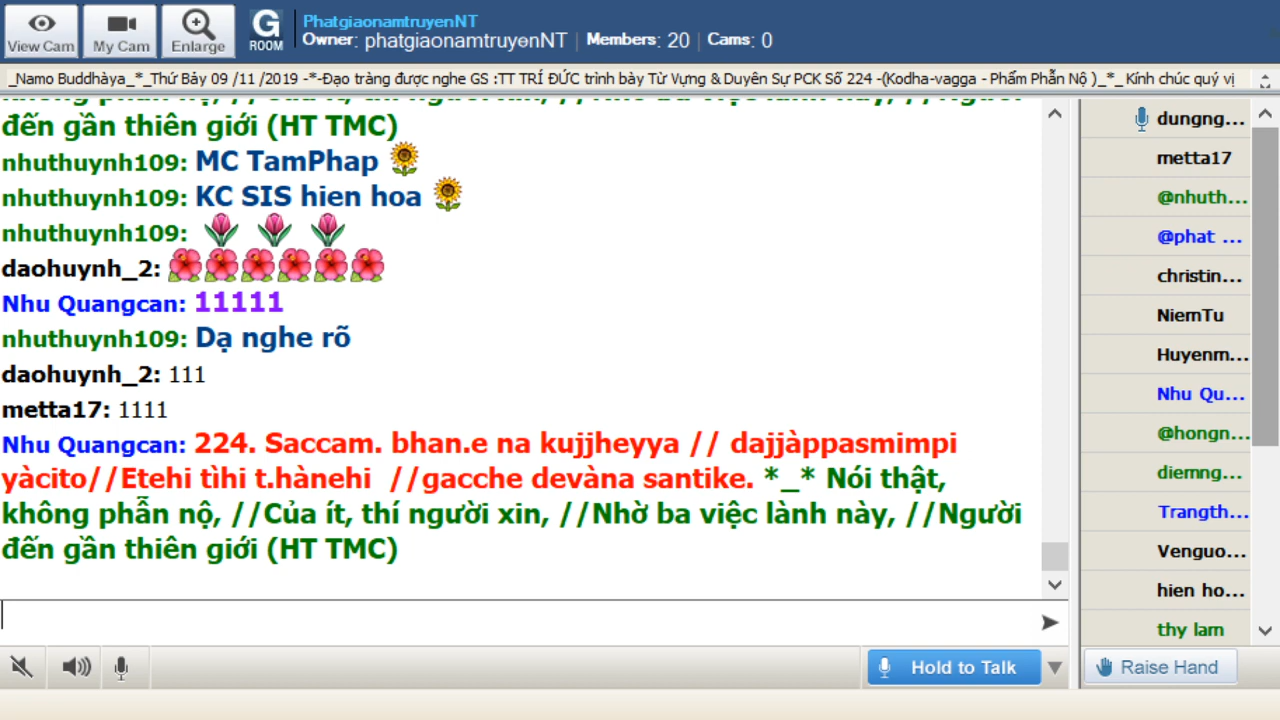 View Cam
My Cam
Enlarge
G
ROOM
PhatgiaonamtruyenNT
Owner: phatgiaonamtruyenNT | Members: 20 | Cams: 0
_Namo Buddhàya_*_Thứ Bảy 09 /11 /2019 -*-Đạo tràng được nghe GS :TT TRÍ ĐỨC trình bày Từ Vựng & Duyên Sự PCK Số 224 -(Kodha-vagga - Phẩm Phẫn Nộ )_*_ Kính chúc quý vị
đến gần thiên giới (HT TMC)
nhuthuynh109: MC TamPhap
nhuthuynh109: KC SIS hien hoa
nhuthuynh109:
daohuynh_2:
Nhu Quangcan: 11111
nhuthuynh109: Dạ nghe rõ
daohuynh_2: 111
metta17: 1111
Nhu Quangcan: 224. Saccam. bhan.e na kujjheyya // dajjàppasmimpi
yàcito//Etehi tìhi t.hànehi //gacche devàna santike. *_* Nói thật,
không phẫn nộ, //Của ít, thí người xin, //Nhờ ba việc lành này, //Người
đến gần thiên giới (HT TMC)
dungng...
metta17
@nhuth...
@phat ...
christin...
NiemTu
Huyenm...
Nhu Qu...
@hongn...
diemng...
Trangth...
Venguo...
hien ho...
thy lam
Hold to Talk
Raise Hand